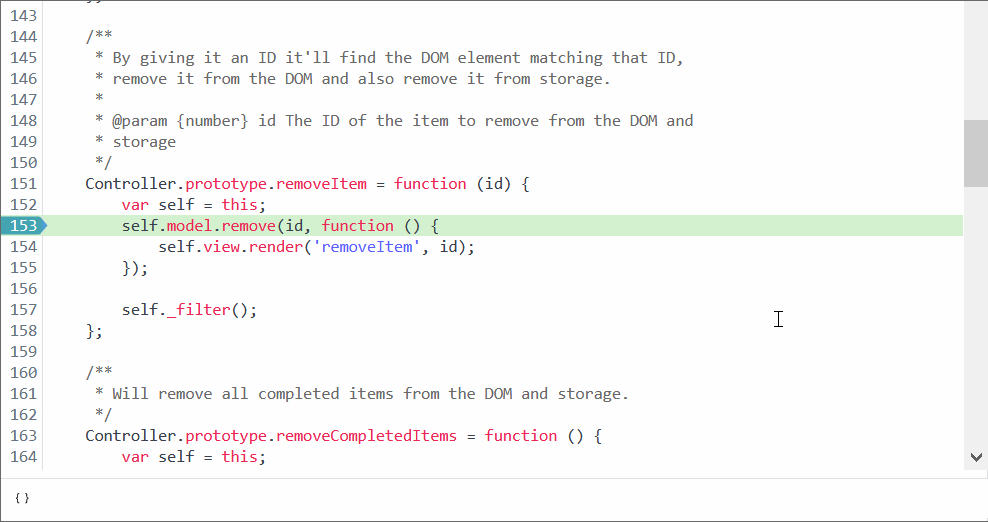 143
144 /**
145 * By giving it an ID it'll find the DOM element matching that ID,
146 * remove it from the DOM and also remove it from storage.
147 *
148 * @param {number} id The ID of the item to remove from the DOM and
149 * storage
150 */
151 Controller.prototype.removeItem = function (id) {
152 var self = this;
153 self.model.remove(id, function () {
154 self.view.render('removeItem', id);
155 });
156
157 self._filter();
158 };
159
160 /**
161 * Will remove all completed items from the DOM and storage.
162 */
163 Controller.prototype.removeCompletedItems = function () {
164 var self = this;
{ }